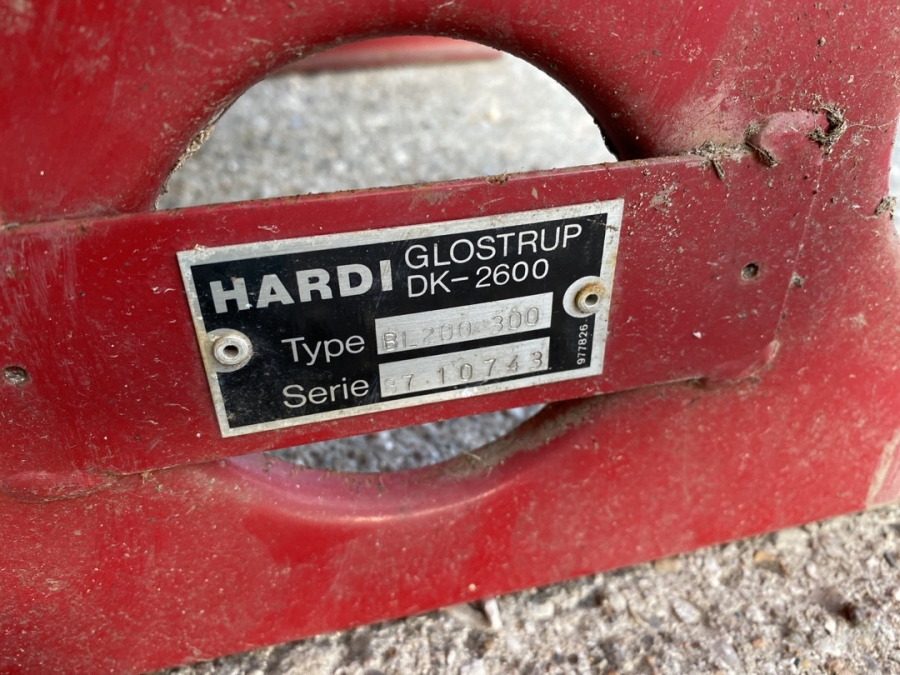 HARDI GLOSTRUP
DK-2600
Type BL200-300
Serie 87 10743
977826.